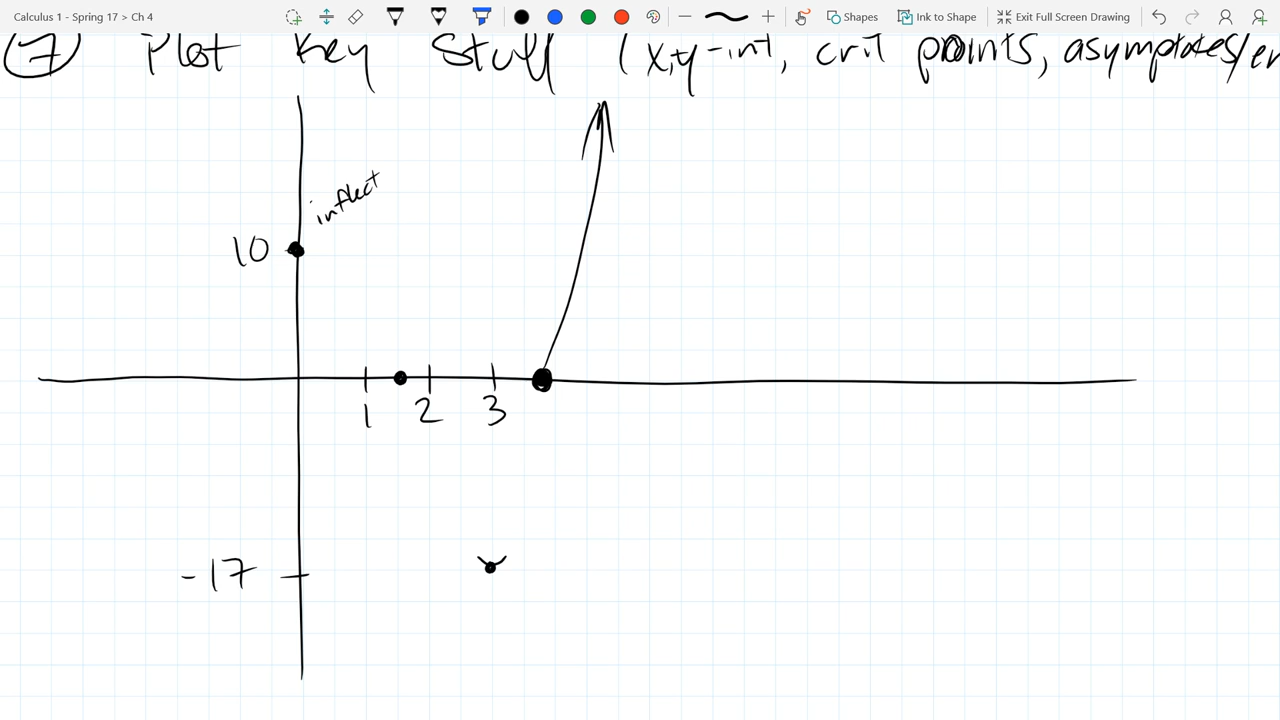 Calculus 1 - Spring 17 > Ch 4
Shapes
Ink to Shape
Exit Full Screen Drawing
(7) Plot Key Stuff (x,y-int, crit points, asymptotes/
inflect
10
1 2 3
-17